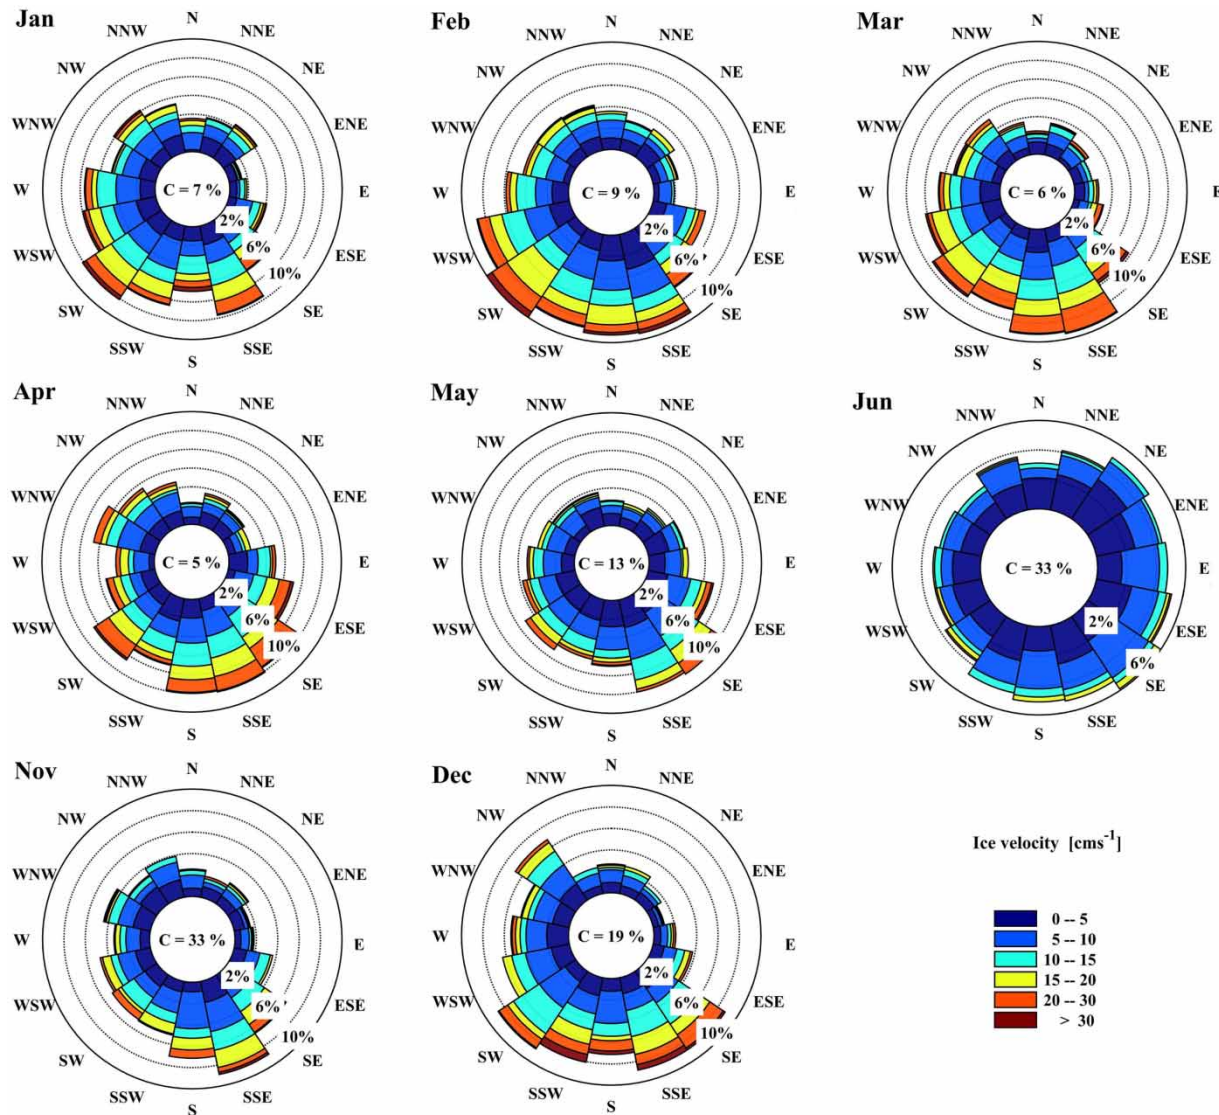 Jan
N
NNE
NE
ENE
E
ESE
SE
SSE
S
SSW
SW
WSW
W
WNW
NW
NNW
C = 7 %
2%
6%
10%
Feb
N
NNE
NE
ENE
E
ESE
SE
SSE
S
SSW
SW
WSW
W
WNW
NW
NNW
C = 9 %
2%
6%
10%
Mar
N
NNE
NE
ENE
E
ESE
SE
SSE
S
SSW
SW
WSW
W
WNW
NW
NNW
C = 6 %
2%
6%
10%
Apr
N
NNE
NE
ENE
E
ESE
SE
SSE
S
SSW
SW
WSW
W
WNW
NW
NNW
C = 5 %
2%
6%
10%
May
N
NNE
NE
ENE
E
ESE
SE
SSE
S
SSW
SW
WSW
W
WNW
NW
NNW
C = 13 %
2%
6%
10%
Jun
N
NNE
NE
ENE
E
ESE
SE
SSE
S
SSW
SW
WSW
W
WNW
NW
NNW
C = 33 %
2%
6%
Nov
N
NNE
NE
ENE
E
ESE
SE
SSE
S
SSW
SW
WSW
W
WNW
NW
NNW
C = 33 %
2%
6%
10%
Dec
N
NNE
NE
ENE
E
ESE
SE
SSE
S
SSW
SW
WSW
W
WNW
NW
NNW
C = 19 %
2%
6%
10%
Ice velocity [cms⁻¹]
0 -- 5
5 -- 10
10 -- 15
15 -- 20
20 -- 30
> 30